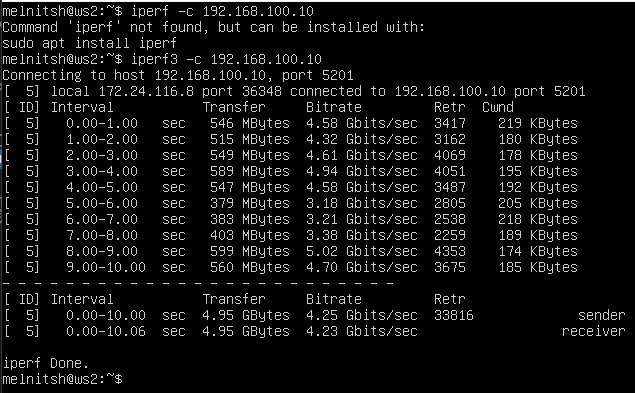 melnitsh@ws2:~$ iperf -c 192.168.100.10
Command 'iperf' not found, but can be installed with:
sudo apt install iperf
melnitsh@ws2:~$ iperf3 -c 192.168.100.10
Connecting to host 192.168.100.10, port 5201
[  5] local 172.24.116.8 port 36348 connected to 192.168.100.10 port 5201
[ ID] Interval           Transfer     Bitrate         Retr  Cwnd
[  5]   0.00-1.00   sec   546 MBytes  4.58 Gbits/sec  3417    219 KBytes
[  5]   1.00-2.00   sec   515 MBytes  4.32 Gbits/sec  3162    180 KBytes
[  5]   2.00-3.00   sec   549 MBytes  4.61 Gbits/sec  4069    178 KBytes
[  5]   3.00-4.00   sec   589 MBytes  4.94 Gbits/sec  4051    195 KBytes
[  5]   4.00-5.00   sec   547 MBytes  4.58 Gbits/sec  3487    192 KBytes
[  5]   5.00-6.00   sec   379 MBytes  3.18 Gbits/sec  2805    205 KBytes
[  5]   6.00-7.00   sec   383 MBytes  3.21 Gbits/sec  2538    218 KBytes
[  5]   7.00-8.00   sec   403 MBytes  3.38 Gbits/sec  2259    189 KBytes
[  5]   8.00-9.00   sec   599 MBytes  5.02 Gbits/sec  4353    174 KBytes
[  5]   9.00-10.00  sec   560 MBytes  4.70 Gbits/sec  3675    185 KBytes
- - - - - - - - - - - - - - - - - - - - - - - - -
[ ID] Interval           Transfer     Bitrate         Retr
[  5]   0.00-10.00  sec  4.95 GBytes  4.25 Gbits/sec  33816             sender
[  5]   0.00-10.06  sec  4.95 GBytes  4.23 Gbits/sec                  receiver

iperf Done.
melnitsh@ws2:~$